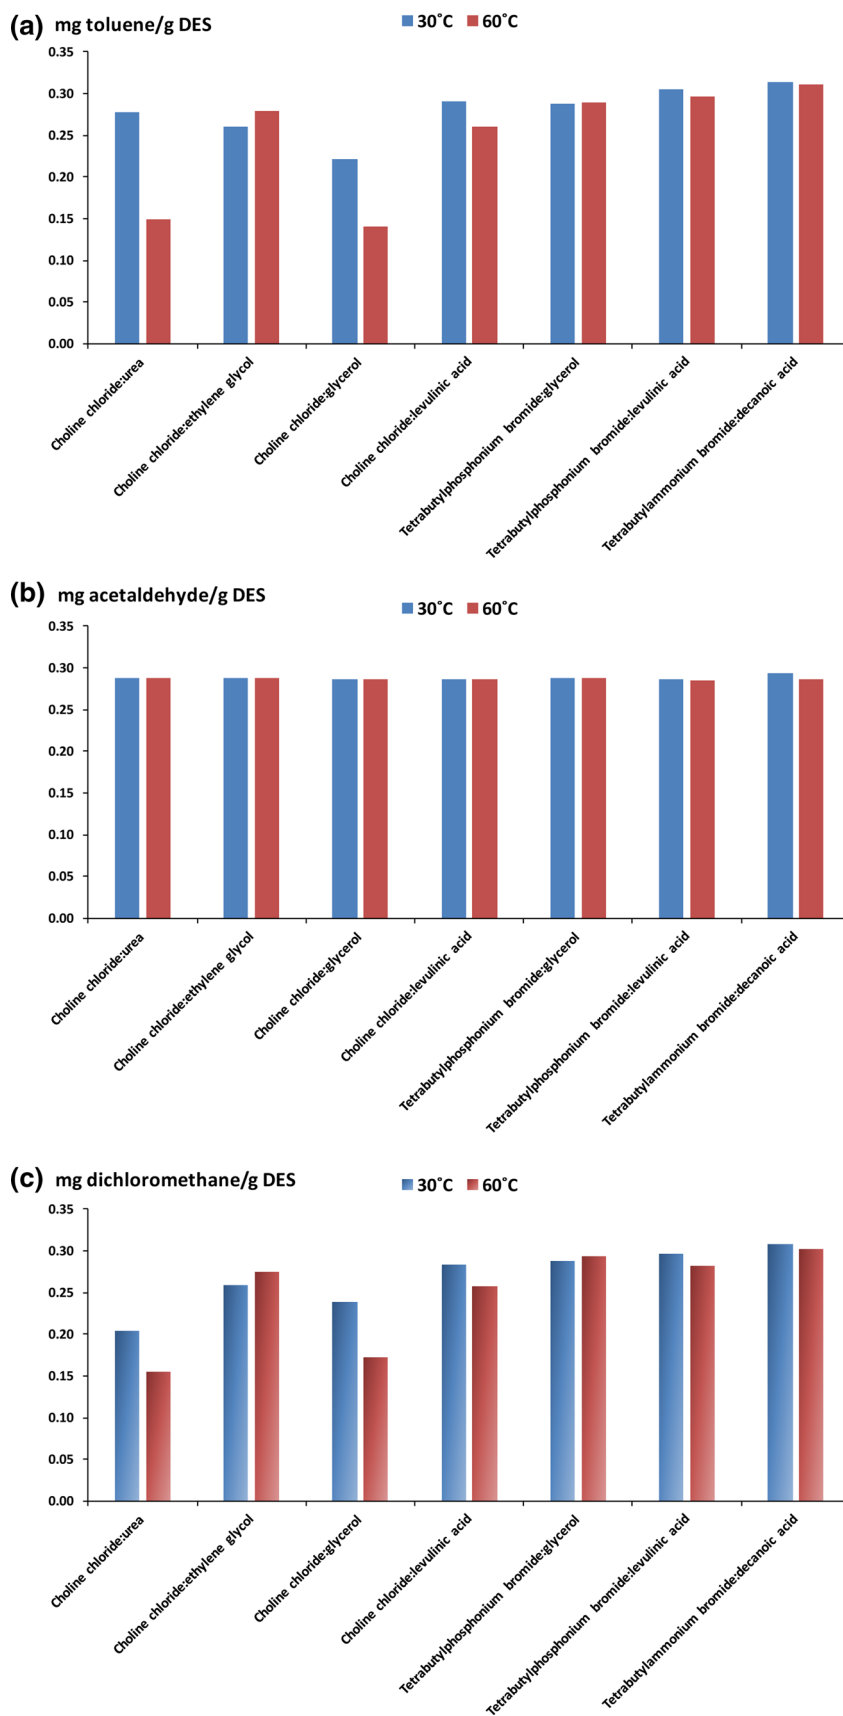 (a) mg toluene/g DES
30˚C 60˚C
0.35
0.30
0.25
0.20
0.15
0.10
0.05
0.00
Choline chloride:urea
Choline chloride:ethylene glycol
Choline chloride:glycerol
Choline chloride:levulinic acid
Tetrabutylphosphonium bromide:glycerol
Tetrabutylphosphonium bromide:levulinic acid
Tetrabutylammonium bromide:decanoic acid
(b) mg acetaldehyde/g DES
30˚C 60˚C
0.35
0.30
0.25
0.20
0.15
0.10
0.05
0.00
Choline chloride:urea
Choline chloride:ethylene glycol
Choline chloride:glycerol
Choline chloride:levulinic acid
Tetrabutylphosphonium bromide:glycerol
Tetrabutylphosphonium bromide:levulinic acid
Tetrabutylammonium bromide:decanoic acid
(c) mg dichloromethane/g DES
30˚C 60˚C
0.35
0.30
0.25
0.20
0.15
0.10
0.05
0.00
Choline chloride:urea
Choline chloride:ethylene glycol
Choline chloride:glycerol
Choline chloride:levulinic acid
Tetrabutylphosphonium bromide:glycerol
Tetrabutylphosphonium bromide:levulinic acid
Tetrabutylammonium bromide:decanoic acid